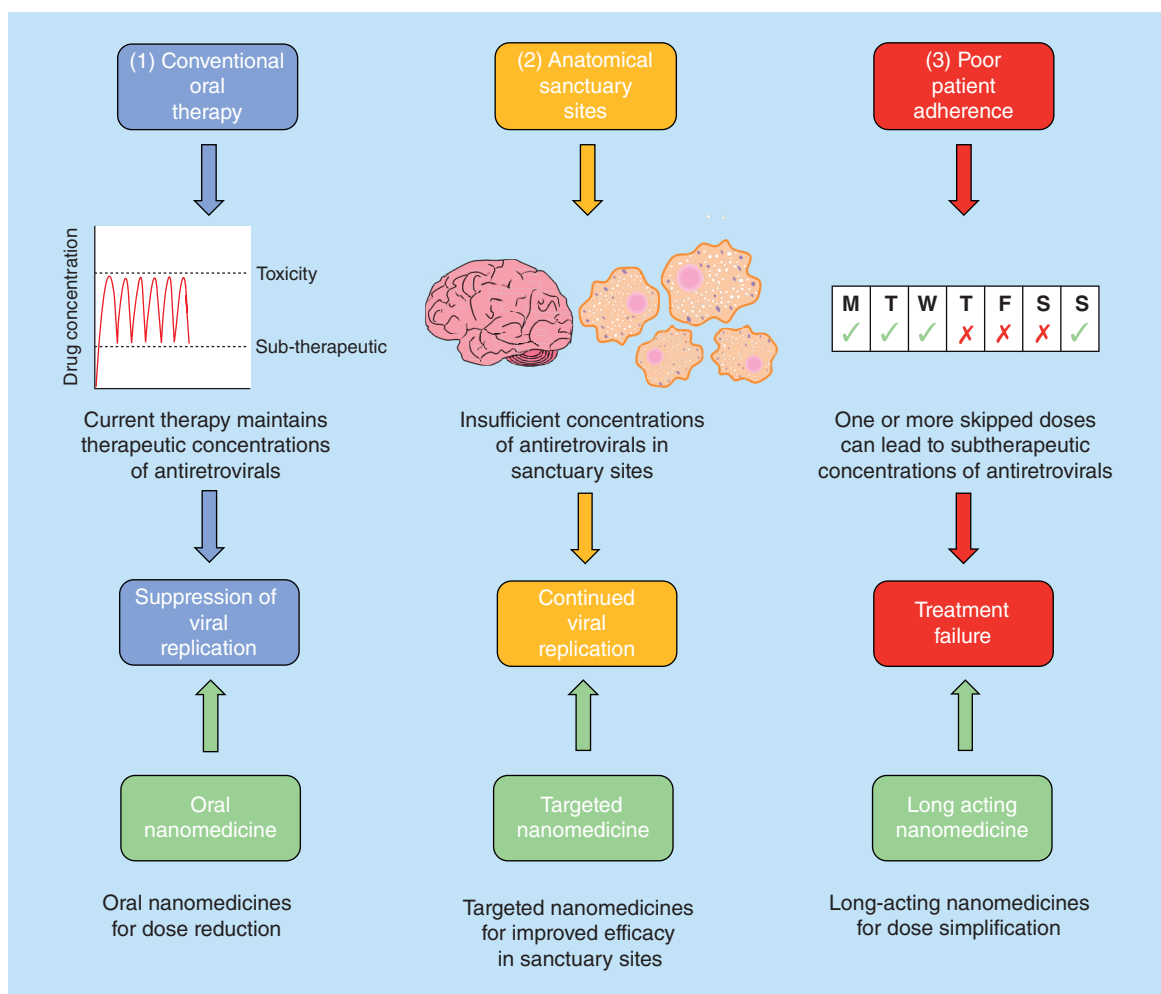 (1) Conventional
oral
therapy
Drug concentration
Toxicity
Sub-therapeutic
Current therapy maintains
therapeutic concentrations
of antiretrovirals
Suppression of
viral
replication
Oral
nanomedicine
Oral nanomedicines
for dose reduction
(2) Anatomical
sanctuary
sites
Insufficient concentrations
of antiretrovirals in
sanctuary sites
Continued
viral
replication
Targeted
nanomedicine
Targeted nanomedicines
for improved efficacy
in sanctuary sites
(3) Poor
patient
adherence
M T W T F S S
✓ ✓ ✓ ✗ ✗ ✗ ✓
One or more skipped doses
can lead to subtherapeutic
concentrations of antiretrovirals
Treatment
failure
Long acting
nanomedicine
Long-acting nanomedicines
for dose simplification